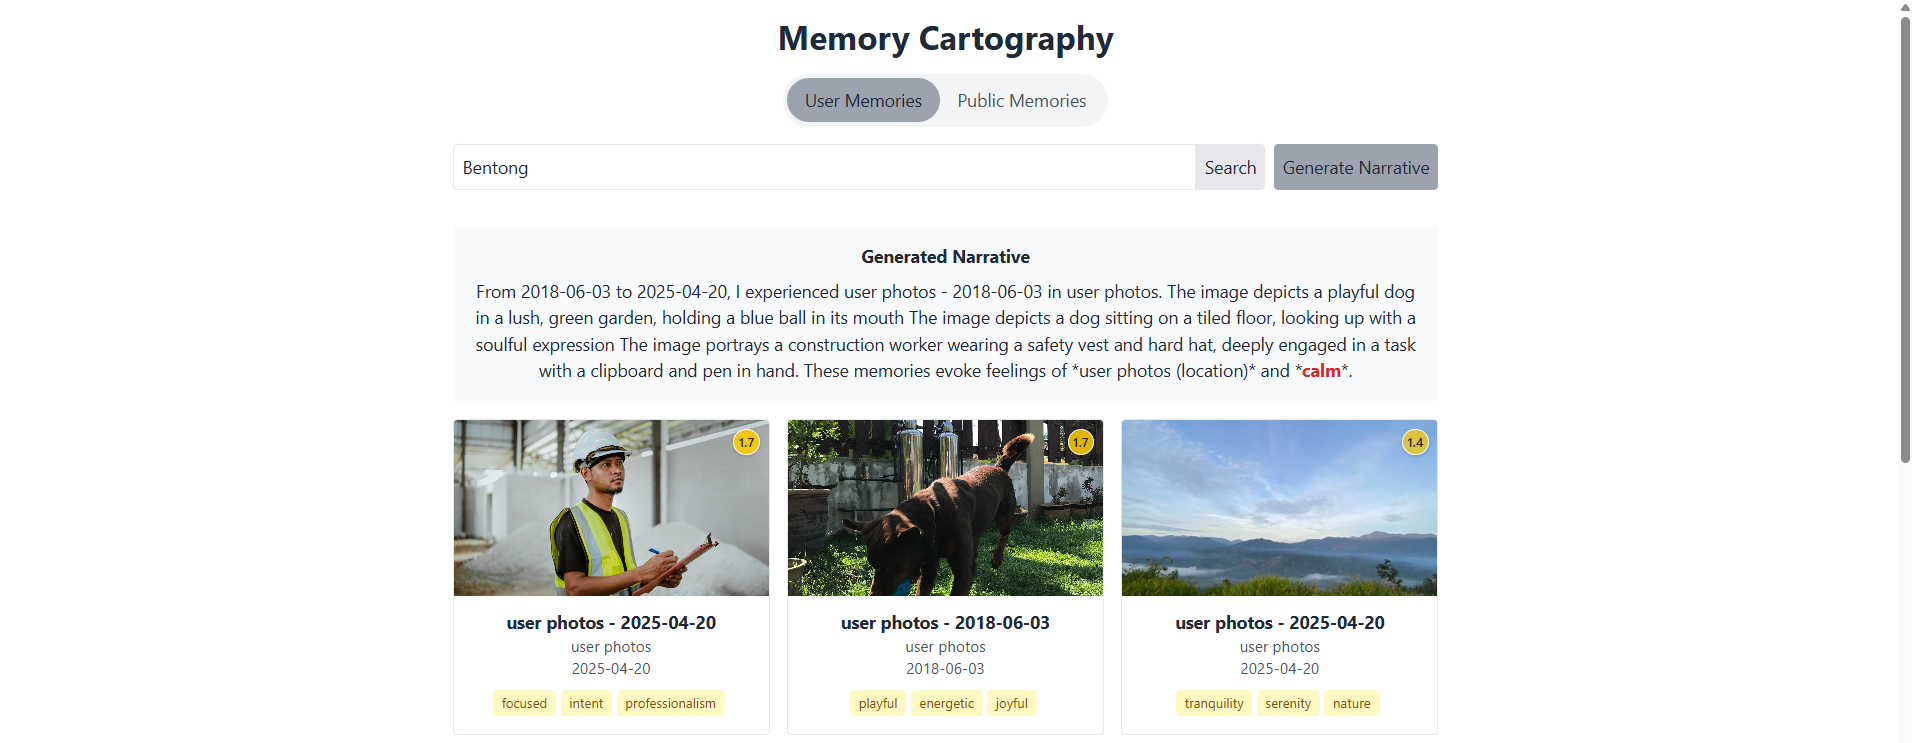 Memory Cartography
User Memories Public Memories
Bentong Search Generate Narrative
Generated Narrative
From 2018-06-03 to 2025-04-20, I experienced user photos - 2018-06-03 in user photos. The image depicts a playful dog
in a lush, green garden, holding a blue ball in its mouth The image depicts a dog sitting on a tiled floor, looking up with a
soulful expression The image portrays a construction worker wearing a safety vest and hard hat, deeply engaged in a task
with a clipboard and pen in hand. These memories evoke feelings of *user photos (location)* and *calm*.
1.7
1.7
1.4
user photos - 2025-04-20
user photos
2025-04-20
focused intent professionalism
user photos - 2018-06-03
user photos
2018-06-03
playful energetic joyful
user photos - 2025-04-20
user photos
2025-04-20
tranquility serenity nature